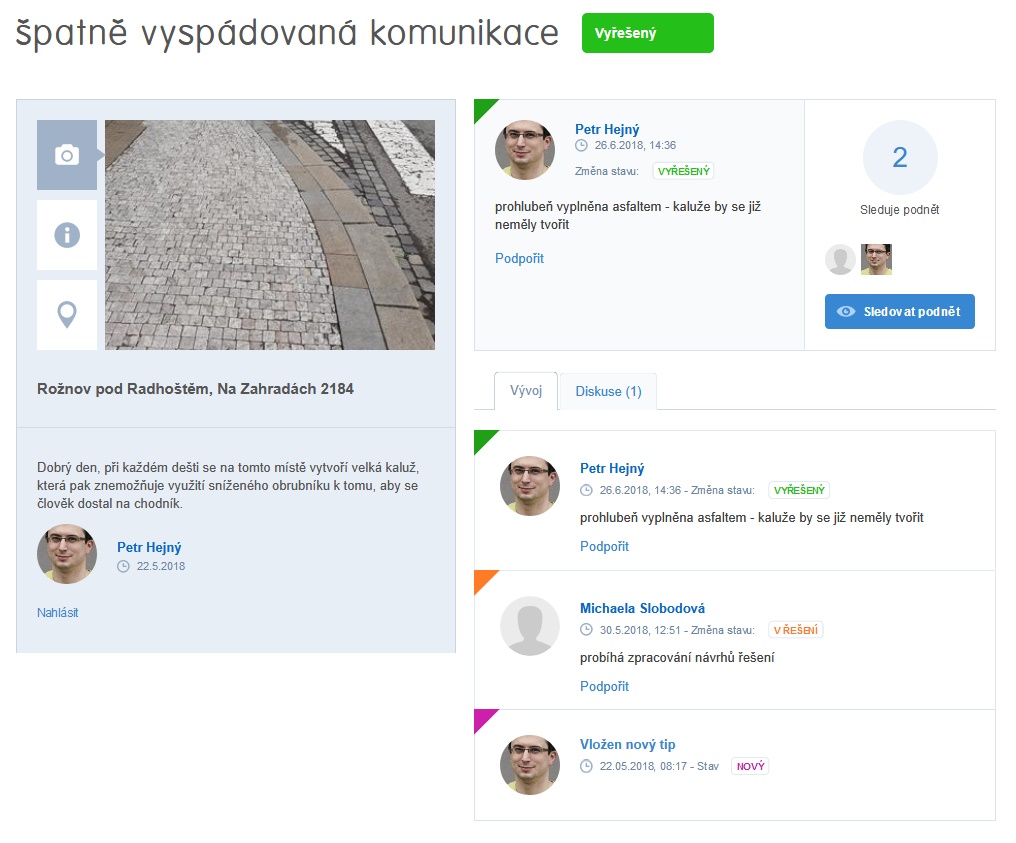 špatně vyspádovaná komunikace
Vyřešený
Rožnov pod Radhoštěm, Na Zahradách 2184
Dobrý den, při každém dešti se na tomto místě vytvoří velká kaluž,
která pak znemožňuje využití sníženého obrubníku k tomu, aby se
člověk dostal na chodník.
Petr Hejný
22.5.2018
Nahlásit
Petr Hejný
26.6.2018, 14:36
Změna stavu: VYŘEŠENÝ
prohlubeň vyplněna asfaltem - kaluže by se již
neměly tvořit
Podpořit
2
Sleduje podnět
Sledovat podnět
Vývoj
Diskuse (1)
Petr Hejný
26.6.2018, 14:36 - Změna stavu: VYŘEŠENÝ
prohlubeň vyplněna asfaltem - kaluže by se již neměly tvořit
Podpořit
Michaela Slobodová
30.5.2018, 12:51 - Změna stavu: V ŘEŠENÍ
probíhá zpracování návrhů řešení
Podpořit
Vložen nový tip
22.05.2018, 08:17 - Stav NOVÝ